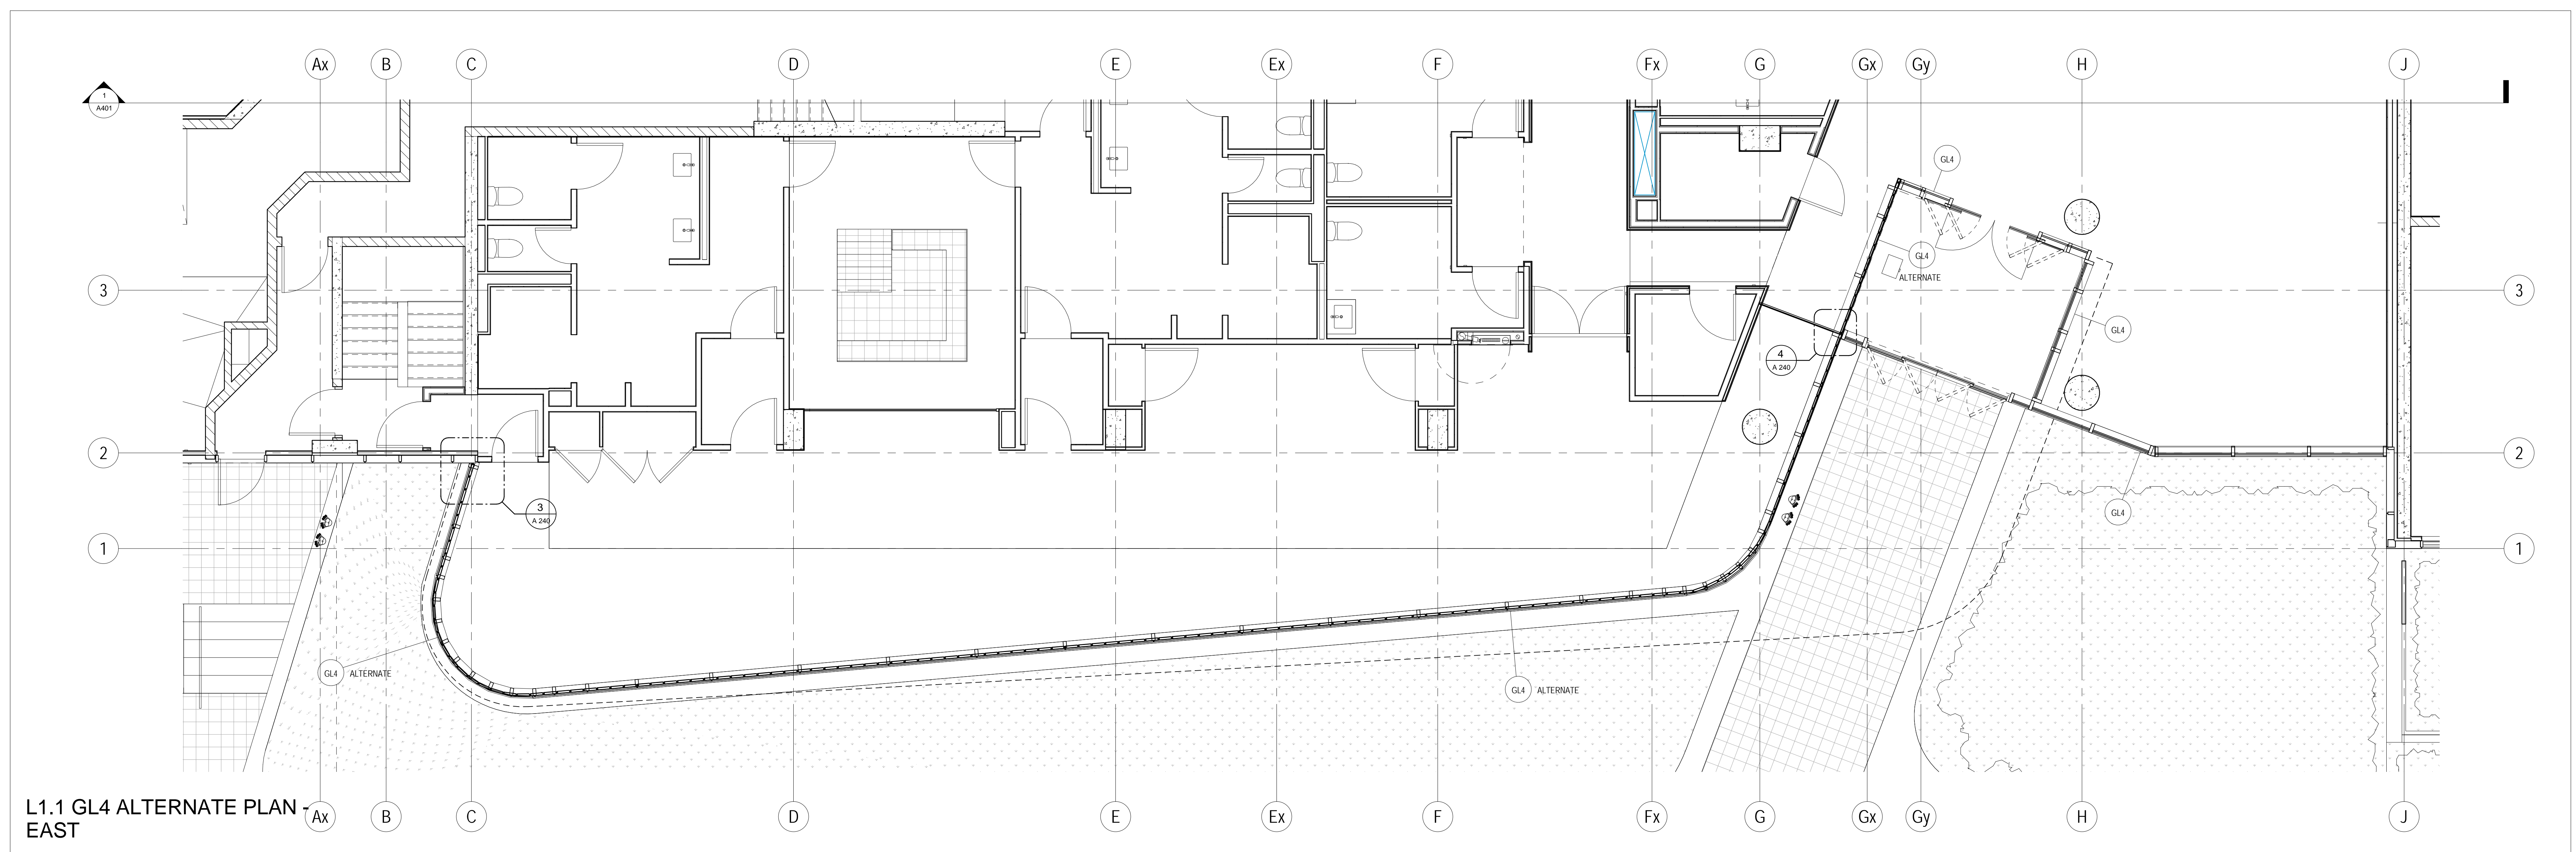 Ax B C D E Ex F Fx G Gx Gy H J
1
A401
GL4
GL4
ALTERNATE
3 3
GL4
4
A 240
2 2
3
A 240
GL4
1 1
GL4 ALTERNATE
GL4 ALTERNATE
L1.1 GL4 ALTERNATE PLAN -
EAST
Ax B C D E Ex F Fx G Gx Gy H J